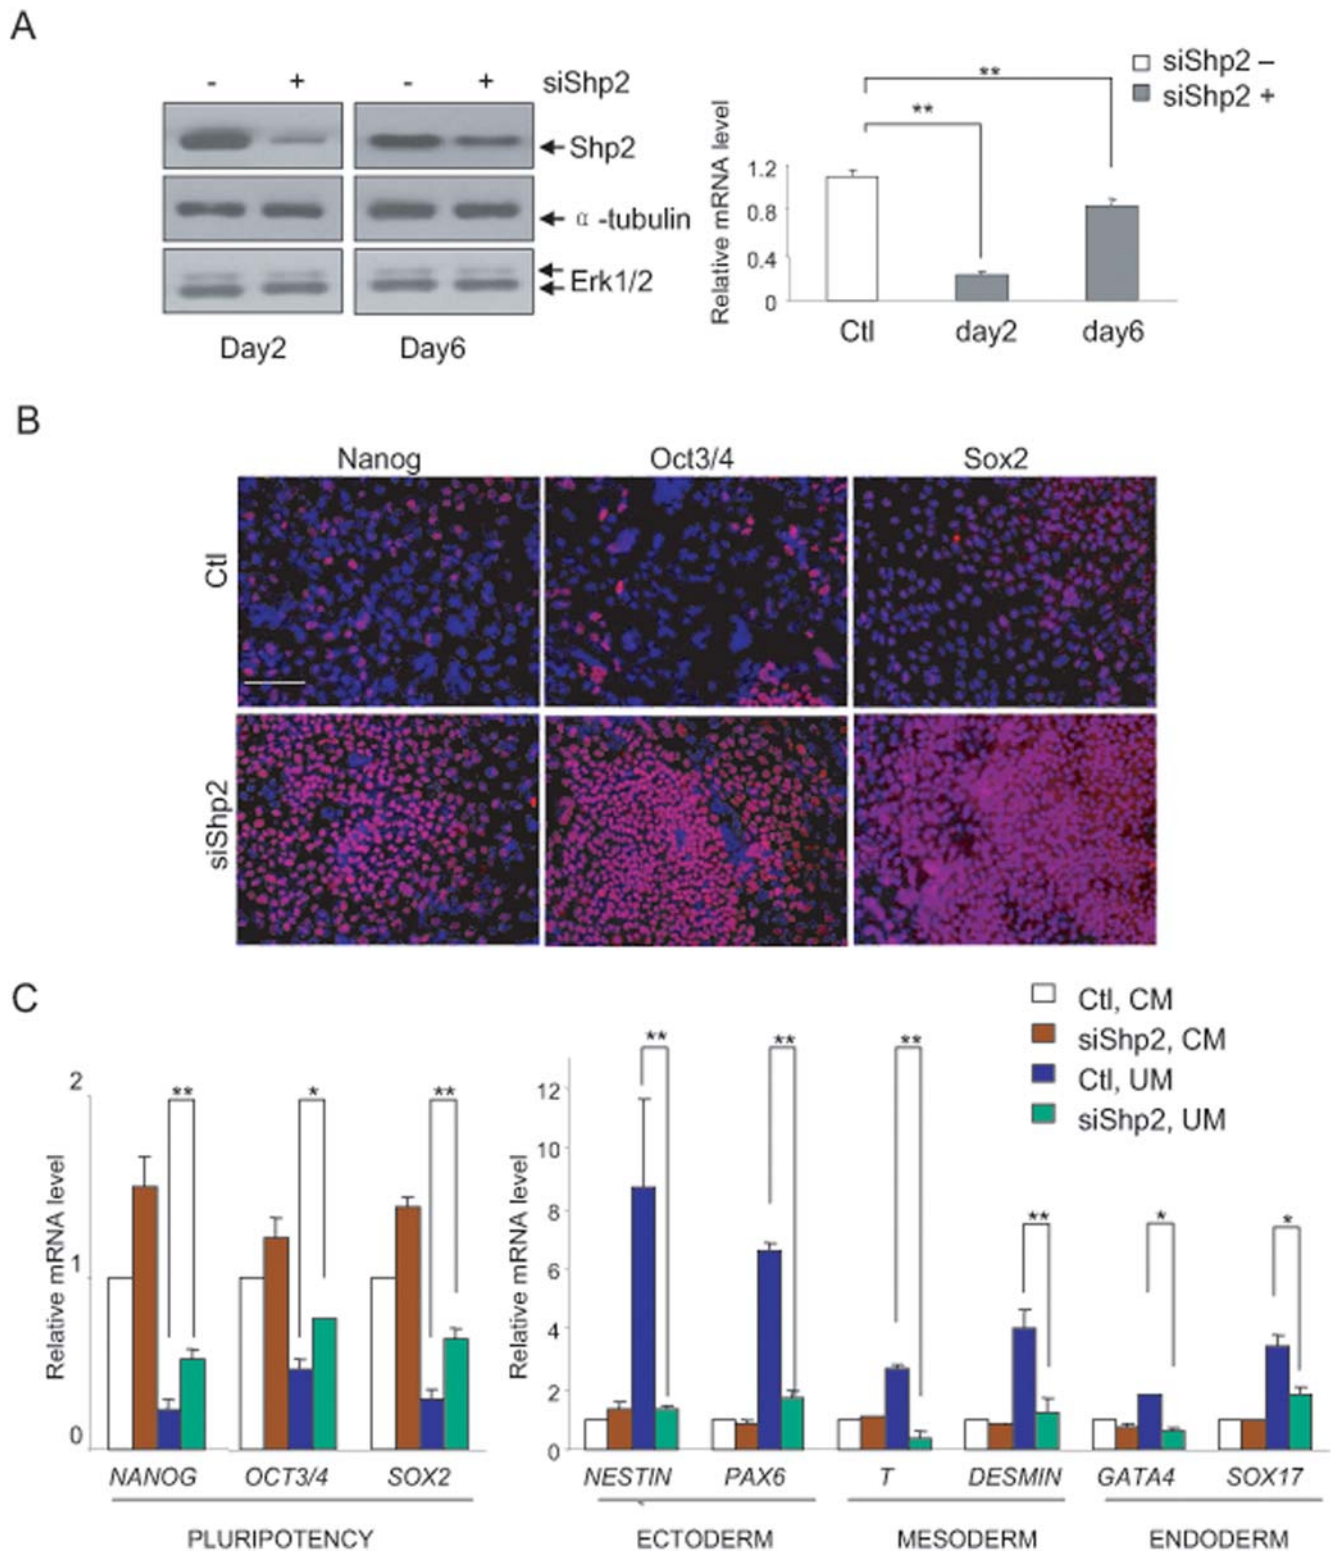 A
- + - + siShp2
Shp2
α -tubulin
Erk1/2
Day2 Day6
siShp2 –
siShp2 +
**
**
Relative mRNA level
1.2
0.8
0.4
0
Ctl day2 day6
B
Nanog Oct3/4 Sox2
Ctl
siShp2
C
Ctl, CM
siShp2, CM
Ctl, UM
siShp2, UM
Relative mRNA level
2
1
0
** * **
NANOG OCT3/4 SOX2
PLURIPOTENCY
Relative mRNA level
12
10
8
6
4
2
0
** ** ** ** * *
NESTIN PAX6 T DESMIN GATA4 SOX17
ECTODERM MESODERM ENDODERM